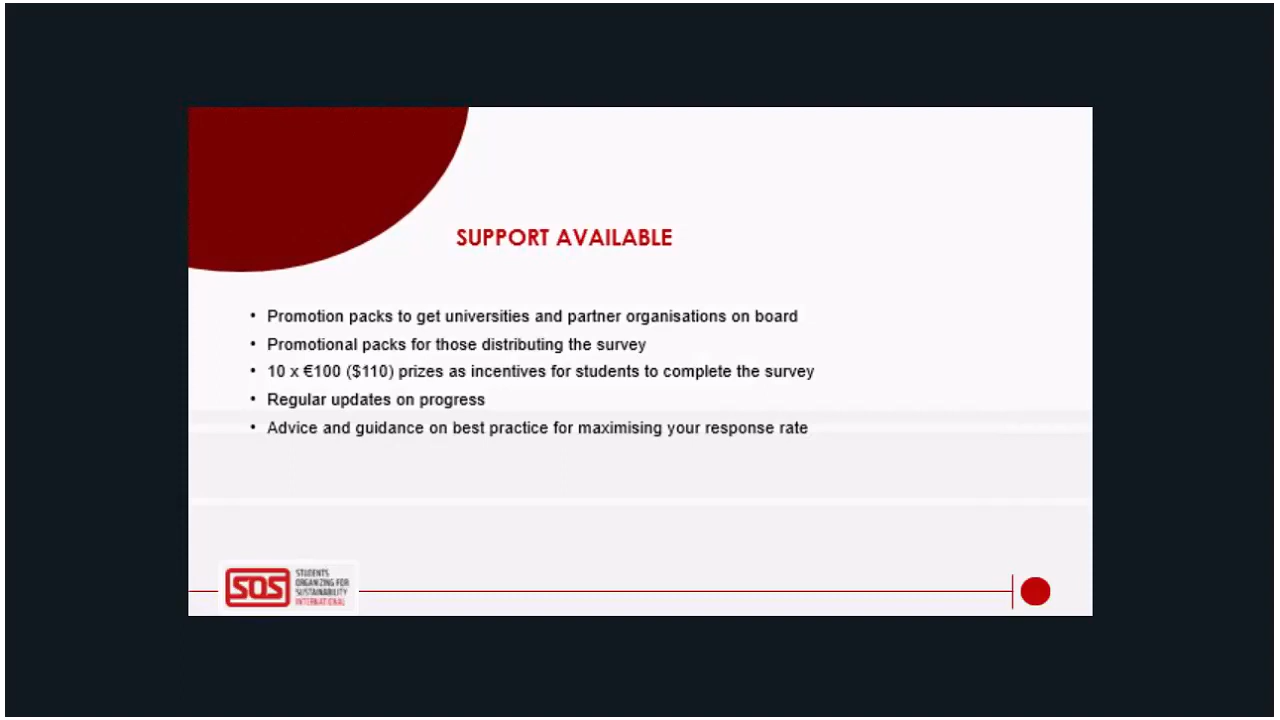 SUPPORT AVAILABLE
• Promotion packs to get universities and partner organisations on board
• Promotional packs for those distributing the survey
• 10 x €100 ($110) prizes as incentives for students to complete the survey
• Regular updates on progress
• Advice and guidance on best practice for maximising your response rate
SOS
STUDENTS
ORGANIZING FOR
SUSTAINABILITY
INTERNATIONAL